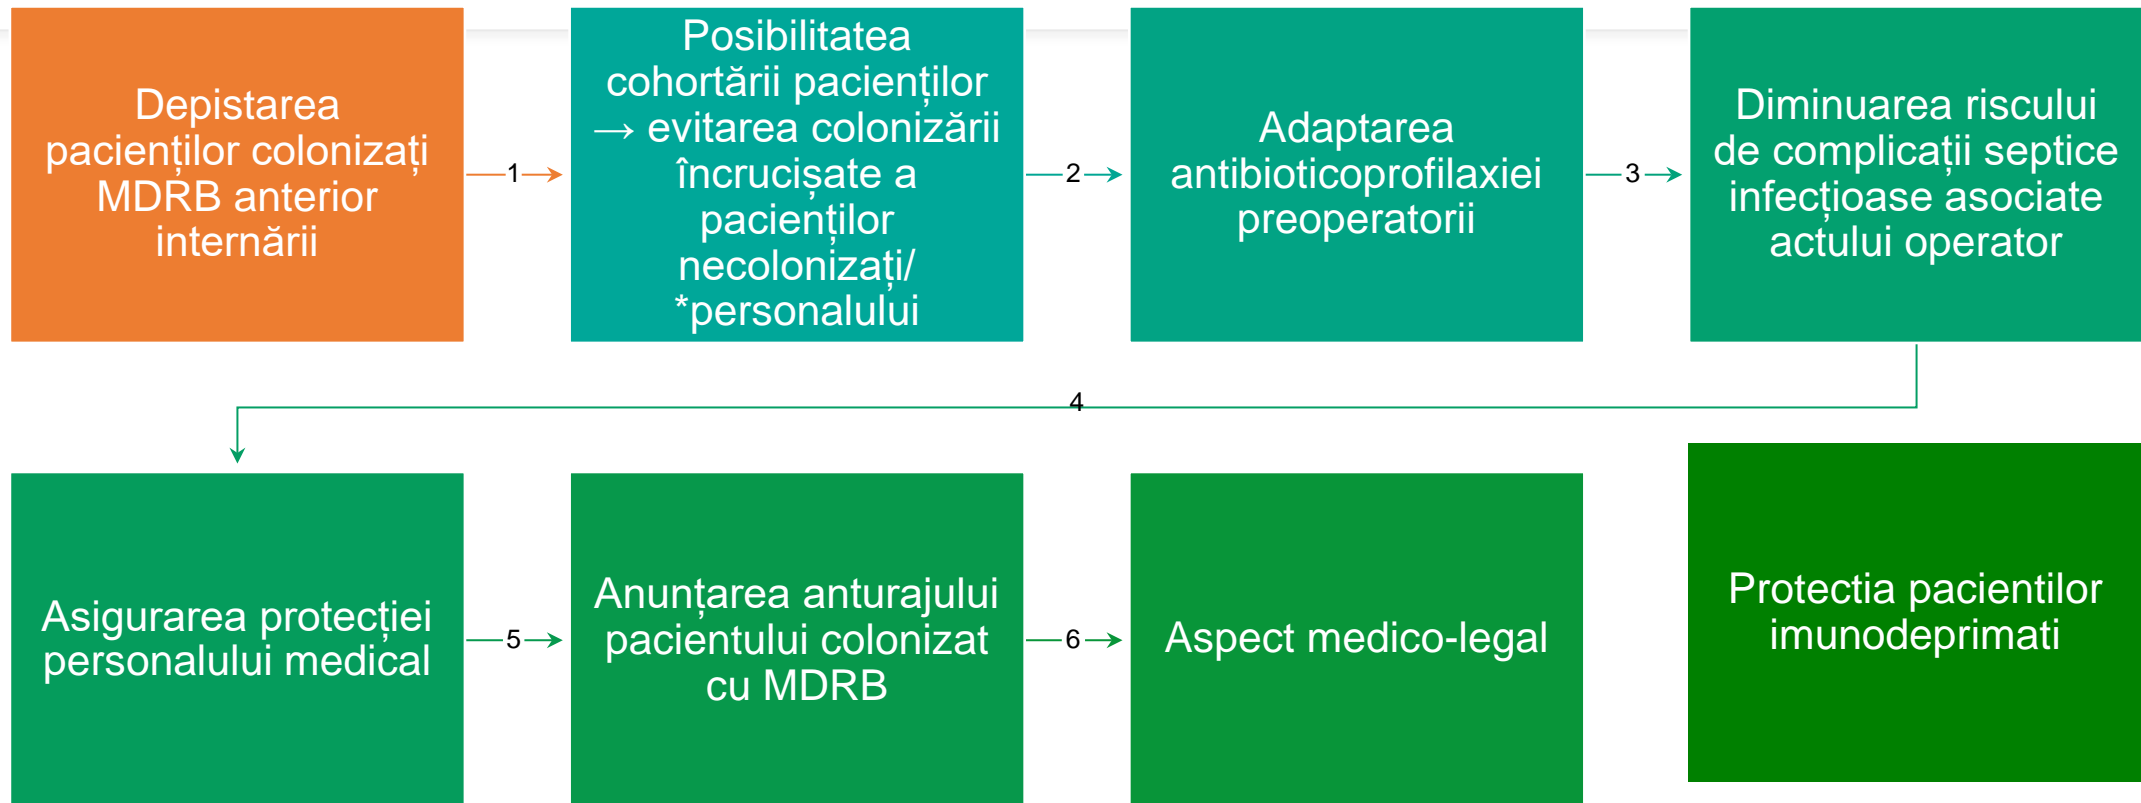 Depistarea
pacienților colonizați
MDRB anterior
internării
1
Posibilitatea
cohortării pacienților
→ evitarea colonizării
încrucișate a
pacienților
necolonizați/
*personalului
2
Adaptarea
antibioticoprofilaxiei
preoperatorii
3
Diminuarea riscului
de complicații septice
infecțioase asociate
actului operator
4
Asigurarea protecției
personalului medical
5
Anunțarea anturajului
pacientului colonizat
cu MDRB
6
Aspect medico-legal
Protectia pacientilor
imunodeprimati